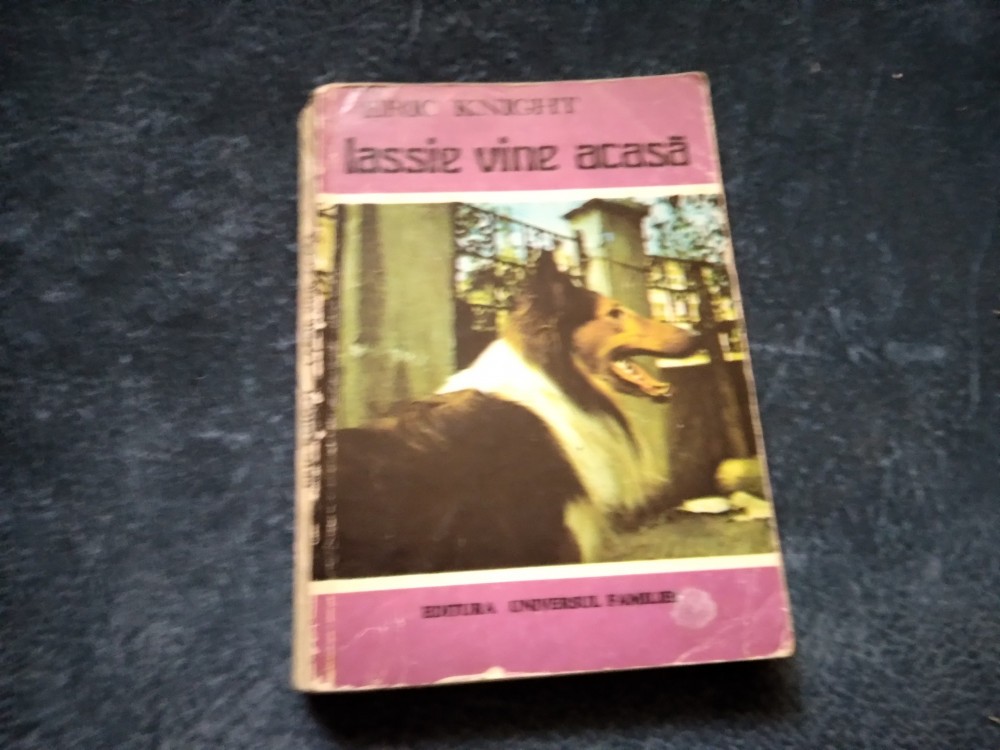 ERIC KNIGHT
lassie vine acasă
EDITURA UNIVERSUL FAMILIEI